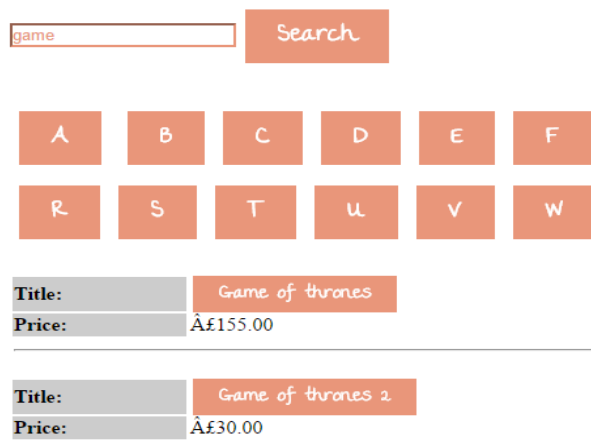 game Search
A B C D E F
R S T U V W
Title: Game of thrones
Price: Â£155.00
Title: Game of thrones 2
Price: Â£30.00